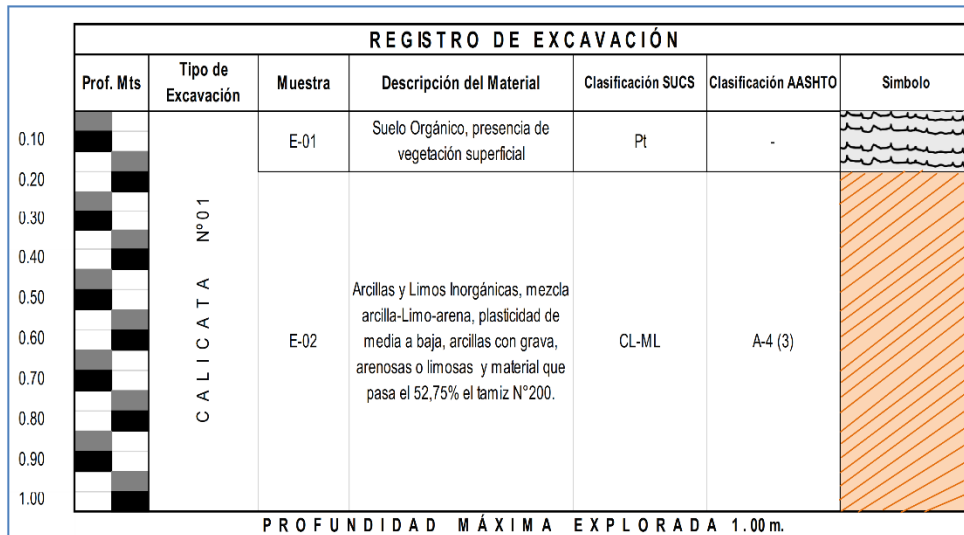 REGISTRO DE EXCAVACIÓN
Prof. Mts
Tipo de
Excavación
Muestra
Descripción del Material
Clasificación SUCS
Clasificación AASHTO
Simbolo
0.10
0.20
0.30
0.40
0.50
0.60
0.70
0.80
0.90
1.00
CALICATA Nº01
E-01
Suelo Orgánico, presencia de
vegetación superficial
Pt
-
E-02
Arcillas y Limos Inorgánicas, mezcla
arcilla-Limo-arena, plasticidad de
media a baja, arcillas con grava,
arenosas o limosas y material que
pasa el 52,75% el tamiz N°200.
CL-ML
A-4 (3)
PROFUNDIDAD MÁXIMA EXPLORADA 1.00 m.